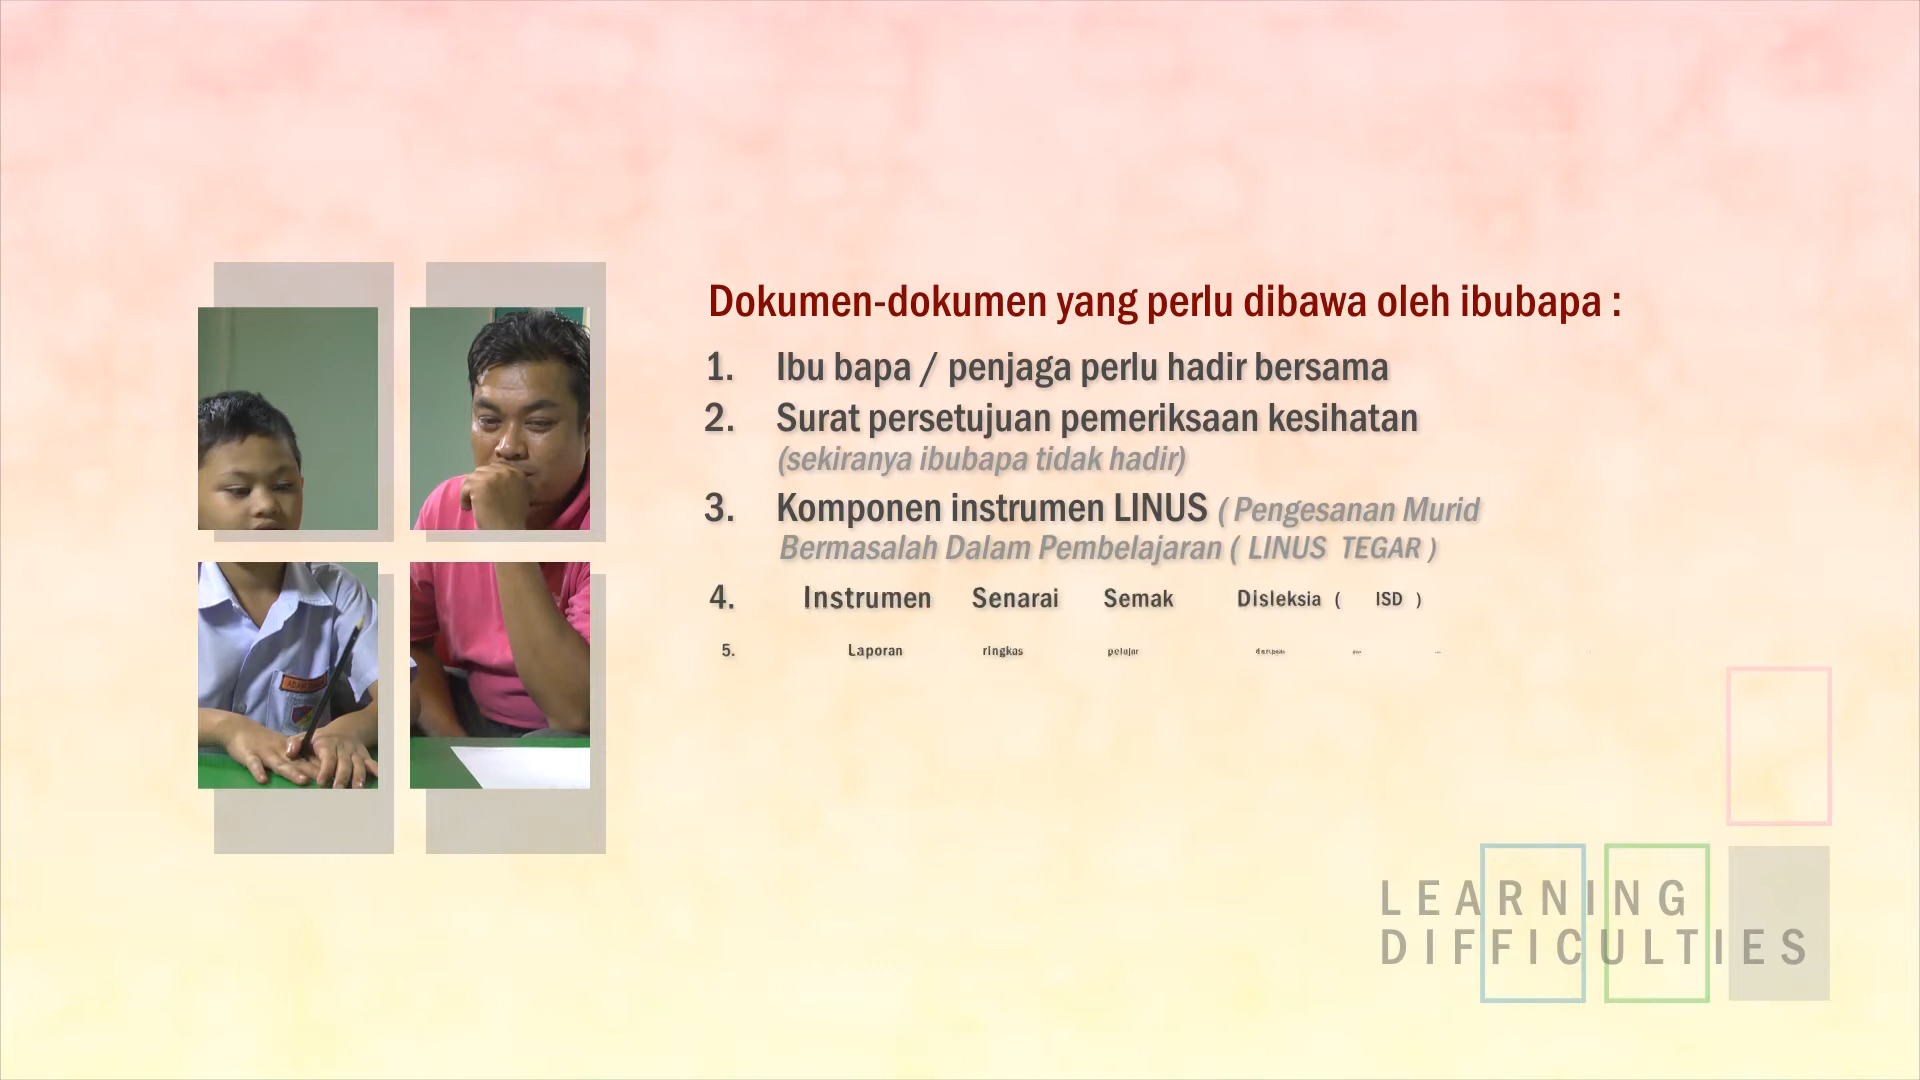 Dokumen-dokumen yang perlu dibawa oleh ibubapa :
1. Ibu bapa / penjaga perlu hadir bersama
2. Surat persetujuan pemeriksaan kesihatan
(sekiranya ibubapa tidak hadir)
3. Komponen instrumen LINUS ( Pengesanan Murid
Bermasalah Dalam Pembelajaran ( LINUS TEGAR )
4. Instrumen Senarai Semak Disleksia ( ISD )
5. Laporan ringkas pelajar daripada
LEARNING
DIFFICULTIES